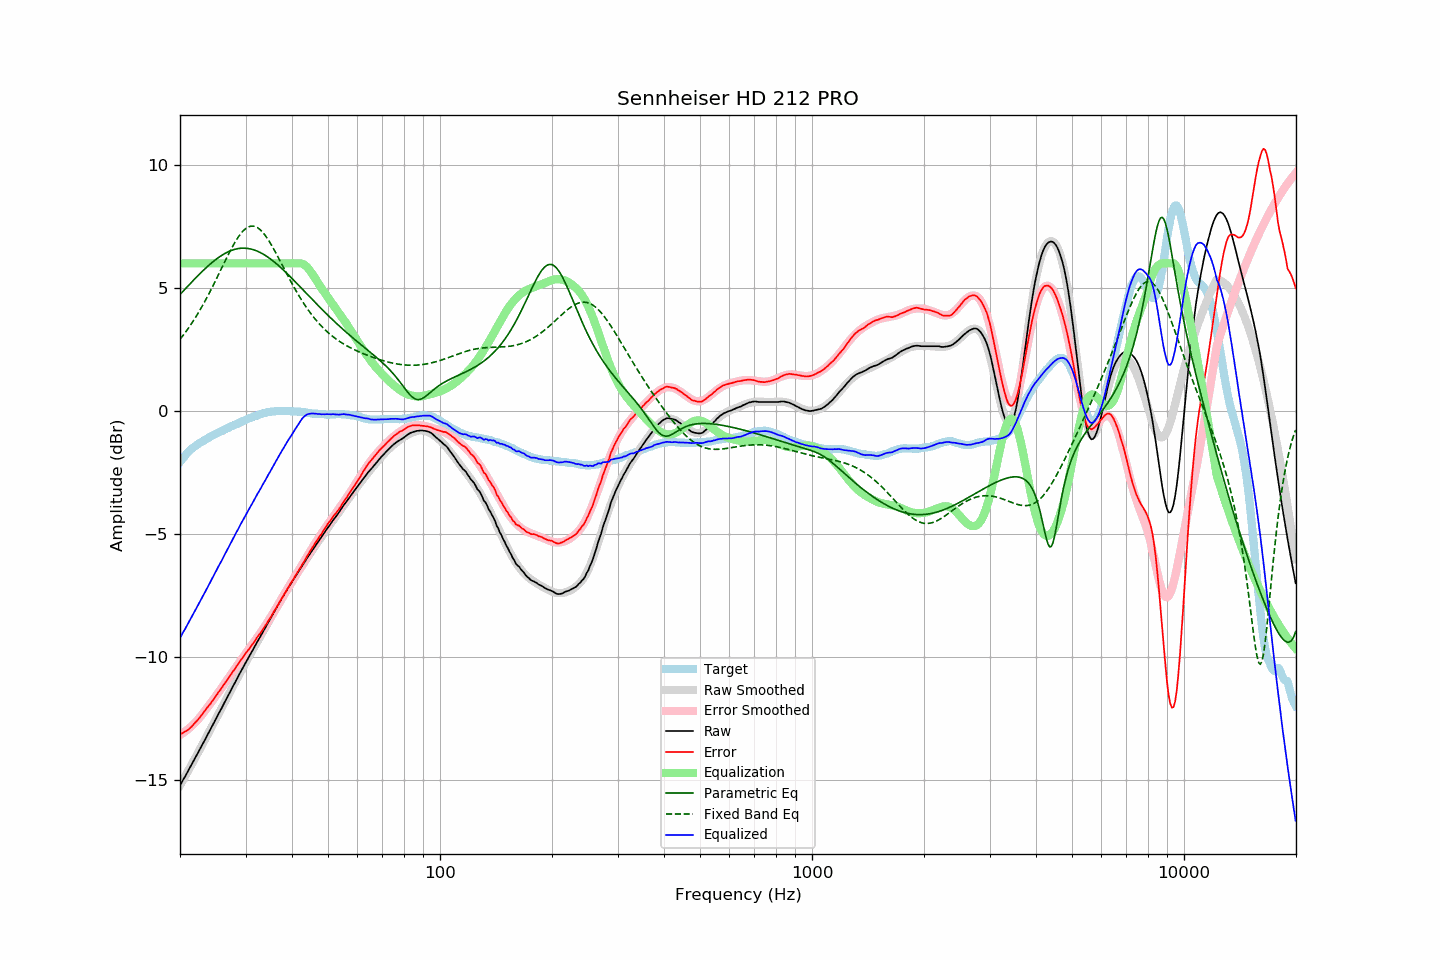 Sennheiser HD 212 PRO
Amplitude (dBr)
10
5
0
−5
−10
−15
Target
Raw Smoothed
Error Smoothed
Raw
Error
Equalization
Parametric Eq
Fixed Band Eq
Equalized
100
1000
10000
Frequency (Hz)